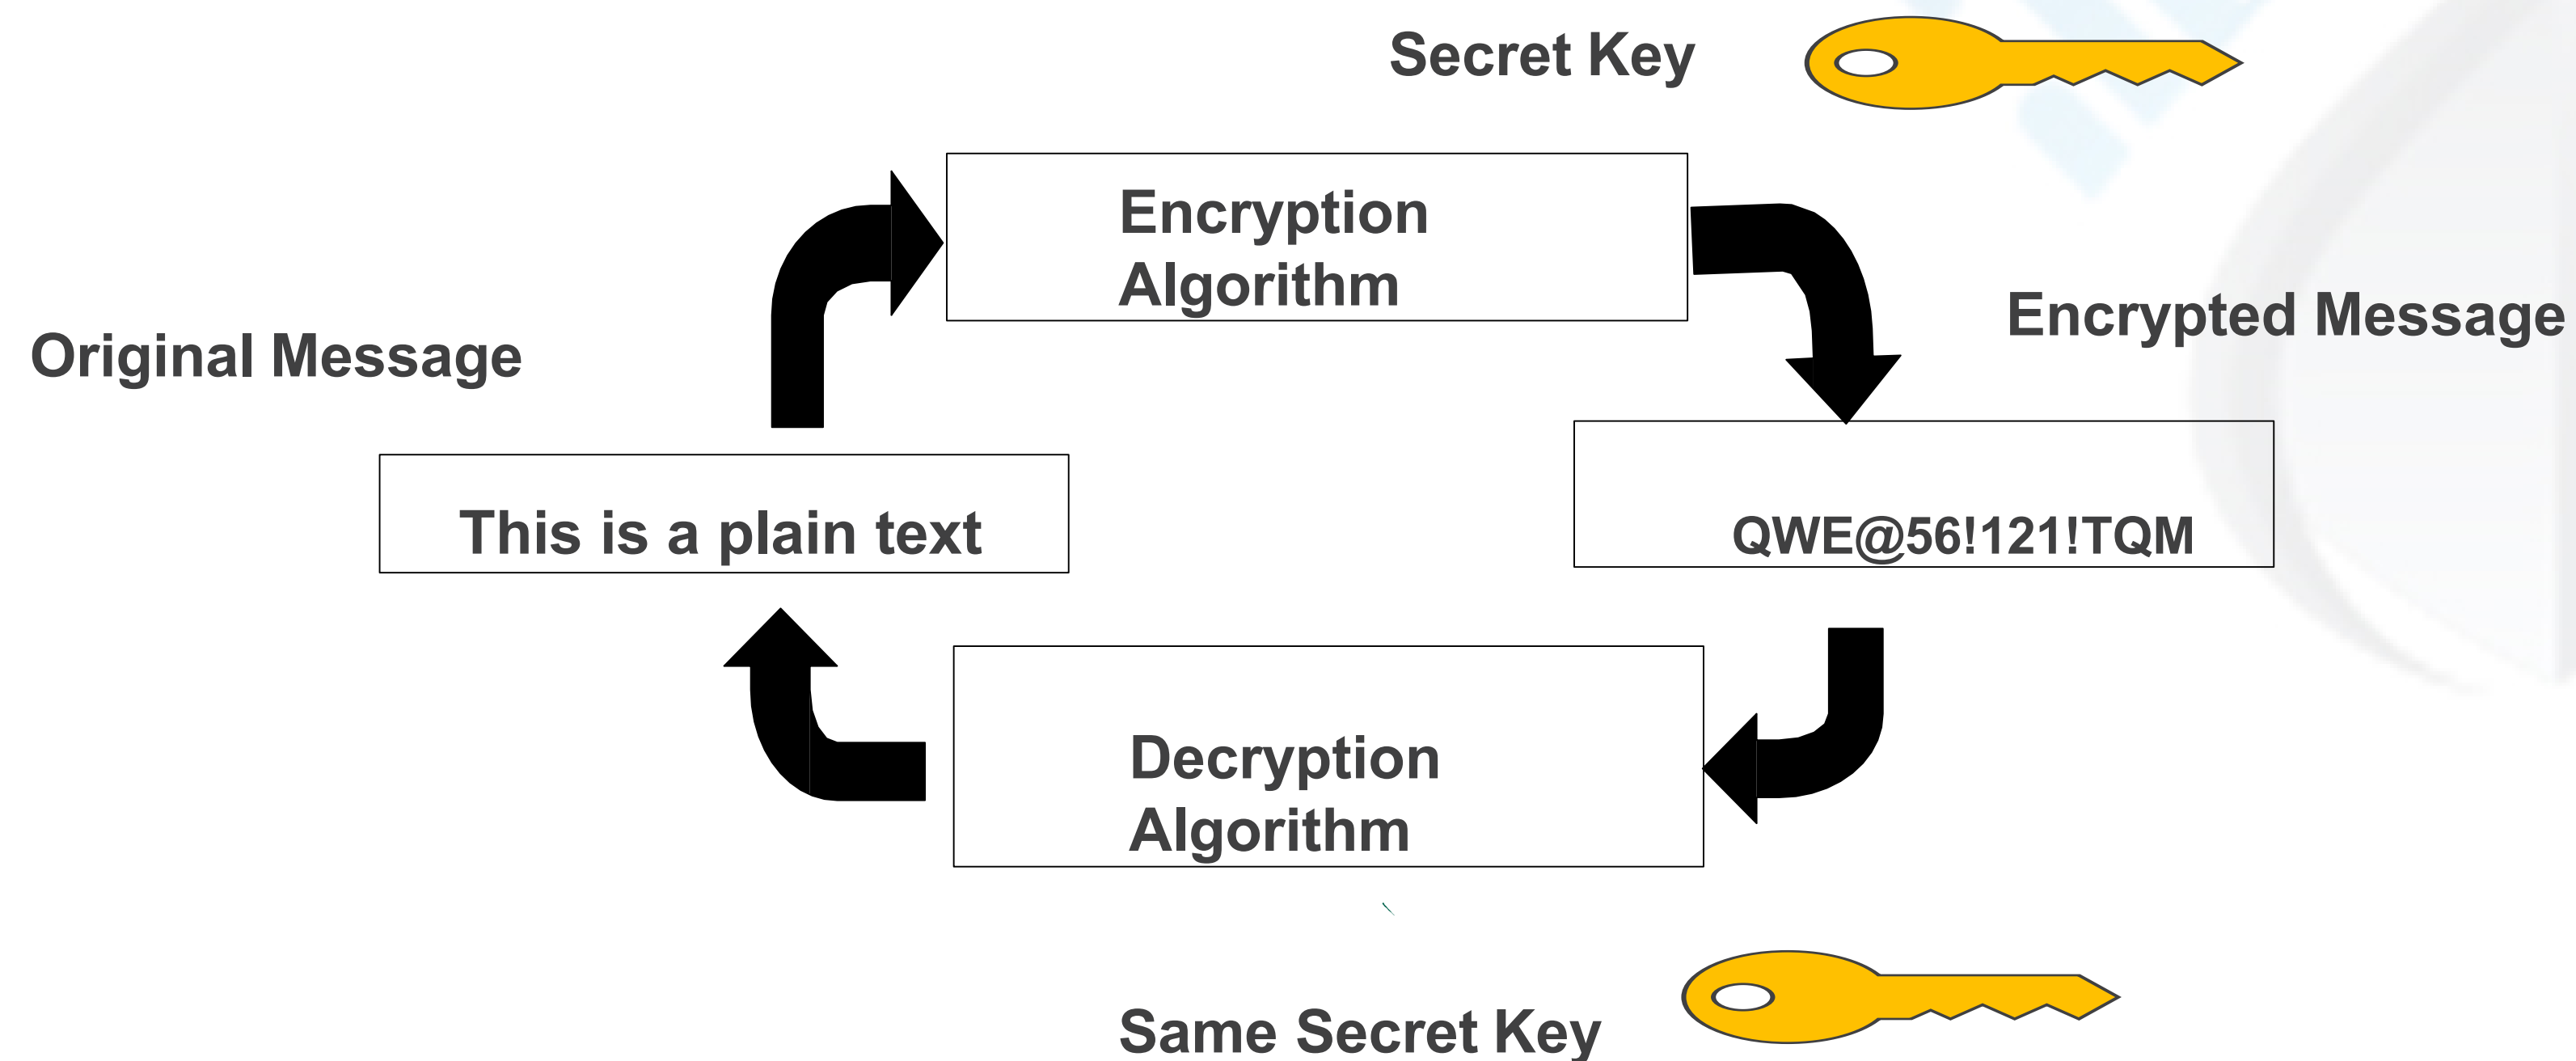 Secret Key
Encryption
Algorithm
Encrypted Message
Original Message
This is a plain text
QWE@56!121!TQM
Decryption
Algorithm
Same Secret Key